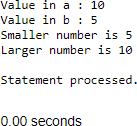 Value in a : 10
Value in b : 5
Smaller number is 5
Larger number is 10
Statement processed.
0.00 seconds